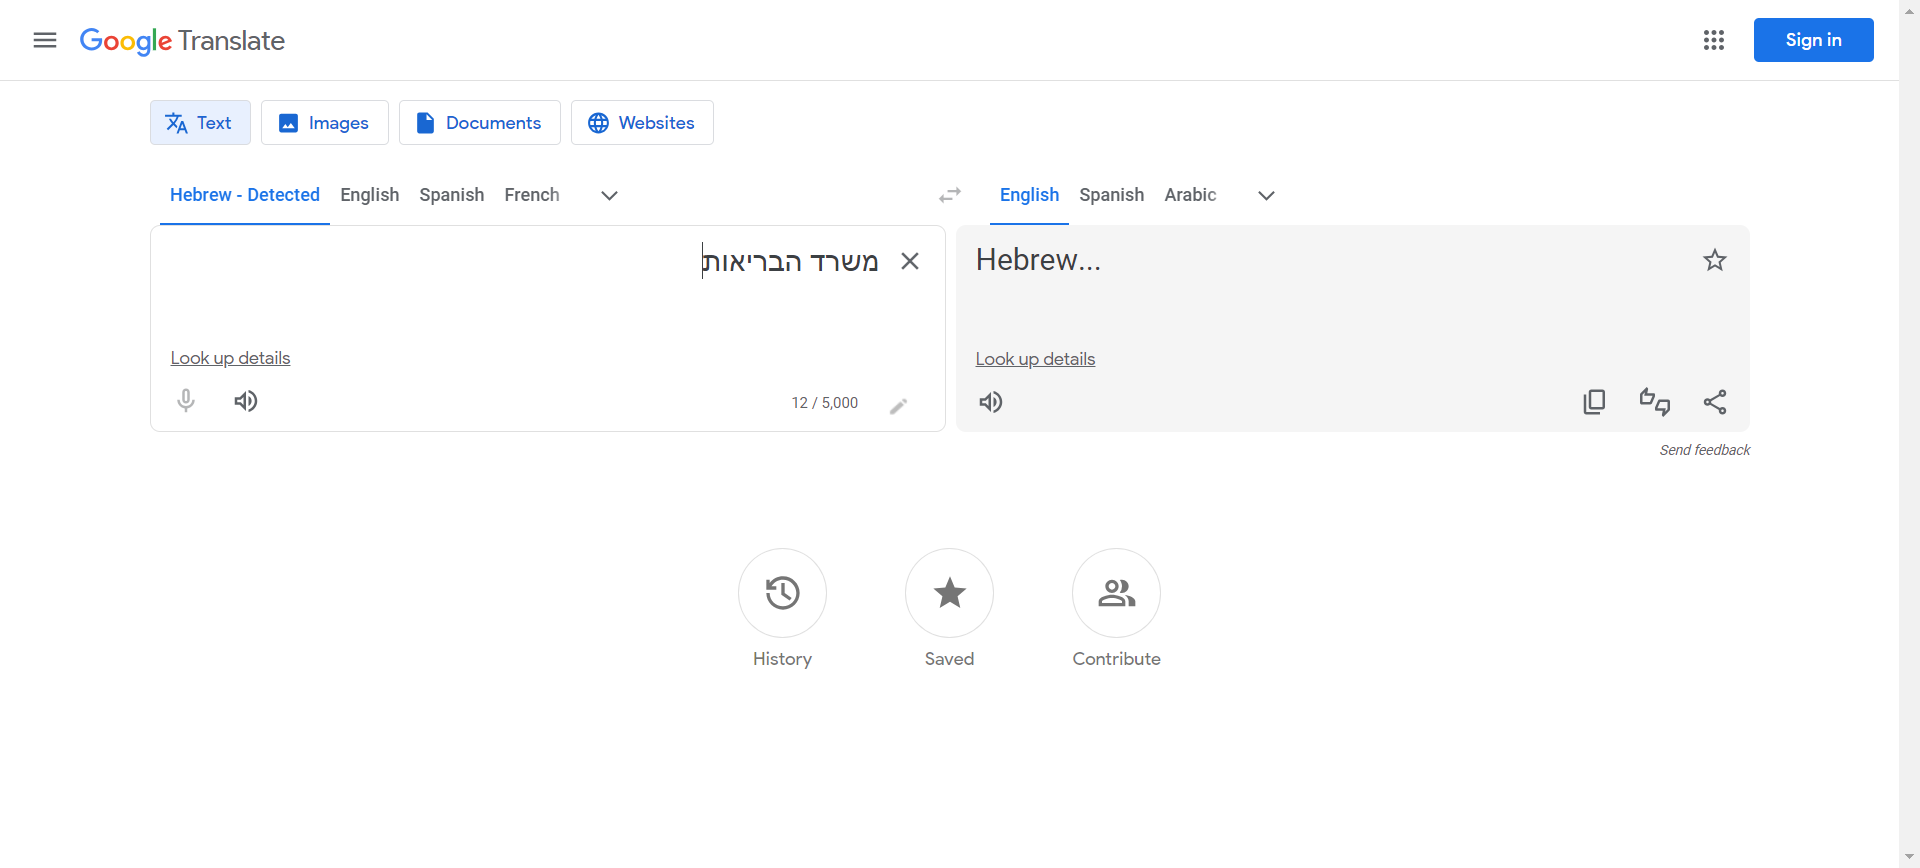 Google Translate
Sign in
Text
Images
Documents
Websites
Hebrew - Detected
English
Spanish
French
English
Spanish
Arabic
משרד הבריאות
Hebrew...
Look up details
Look up details
12 / 5,000
Send feedback
History
Saved
Contribute